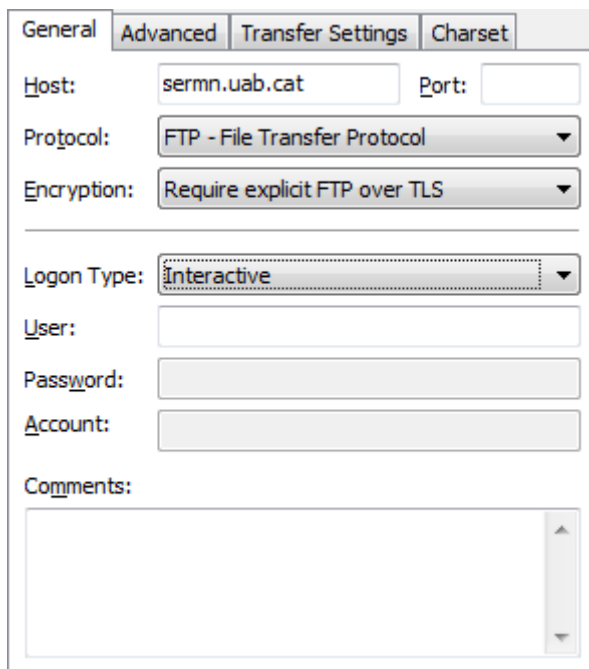 General Advanced Transfer Settings Charset
Host: sermn.uab.cat Port:
Protocol: FTP - File Transfer Protocol
Encryption: Require explicit FTP over TLS
Logon Type: Interactive
User:
Password:
Account:
Comments: